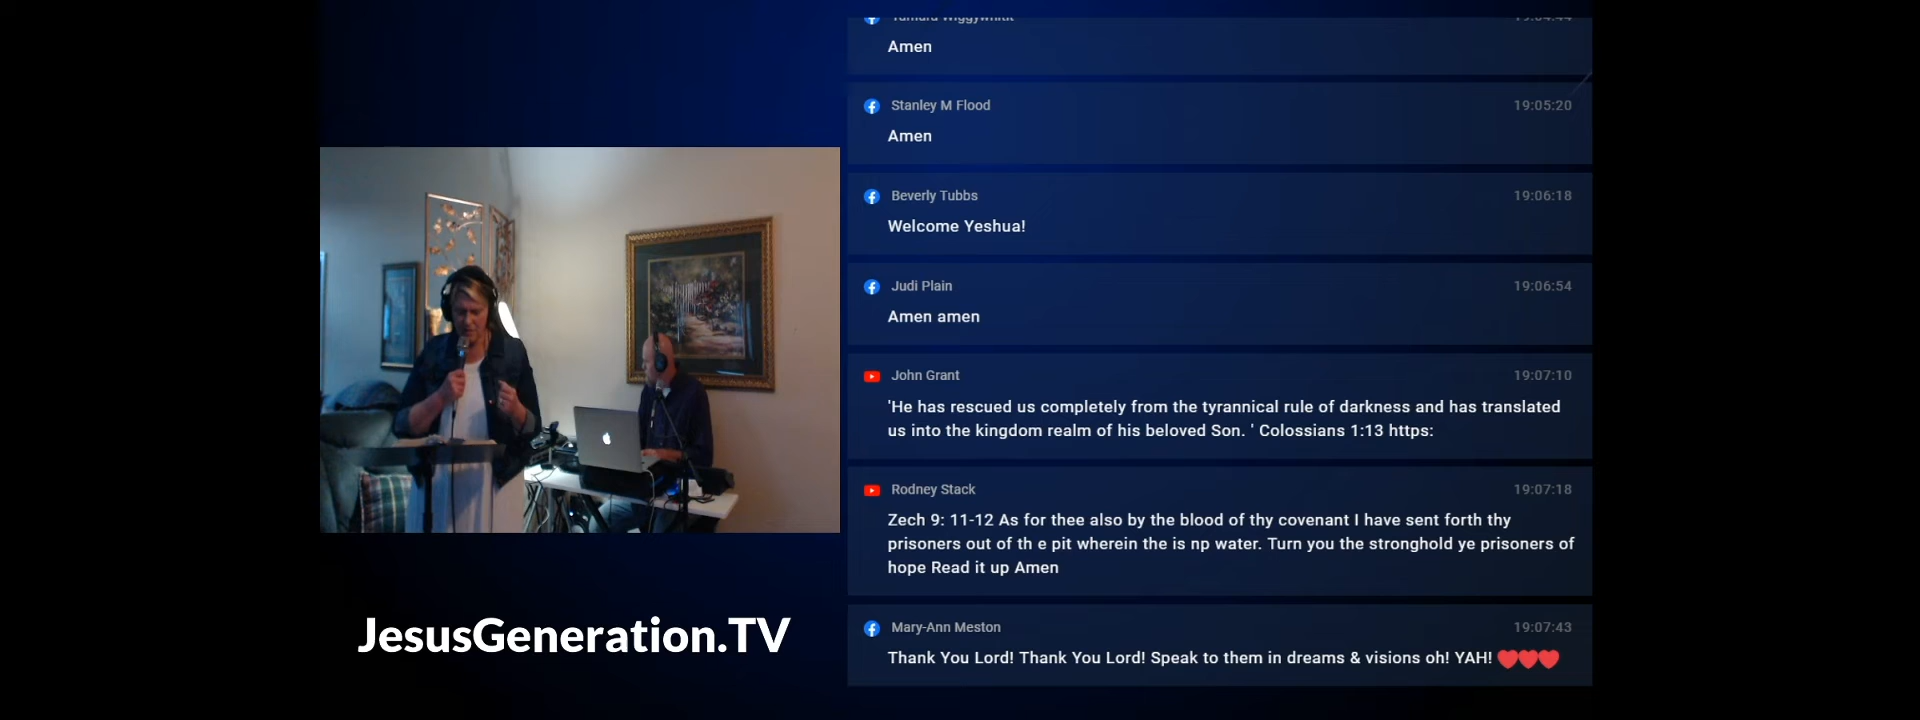 19:04:44
Amen
Stanley M Flood 19:05:20
Amen
Beverly Tubbs 19:06:18
Welcome Yeshua!
Judi Plain 19:06:54
Amen amen
John Grant 19:07:10
'He has rescued us completely from the tyrannical rule of darkness and has translated
us into the kingdom realm of his beloved Son. ' Colossians 1:13 https:
Rodney Stack 19:07:18
Zech 9: 11-12 As for thee also by the blood of thy covenant I have sent forth thy
prisoners out of th e pit wherein the is np water. Turn you the stronghold ye prisoners of
hope Read it up Amen
Mary-Ann Meston 19:07:43
Thank You Lord! Thank You Lord! Speak to them in dreams & visions oh! YAH! ❤️❤️❤️
JesusGeneration.TV